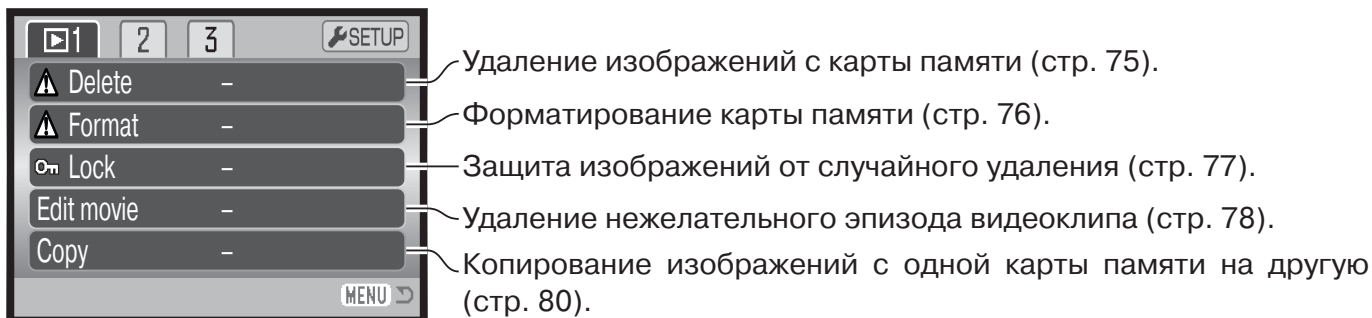 1 2 3 SETUP
Delete –
Format –
Lock –
Edit movie –
Copy –
MENU
Удаление изображений с карты памяти (стр. 75).
Форматирование карты памяти (стр. 76).
Защита изображений от случайного удаления (стр. 77).
Удаление нежелательного эпизода видеоклипа (стр. 78).
Копирование изображений с одной карты памяти на другую
(стр. 80).